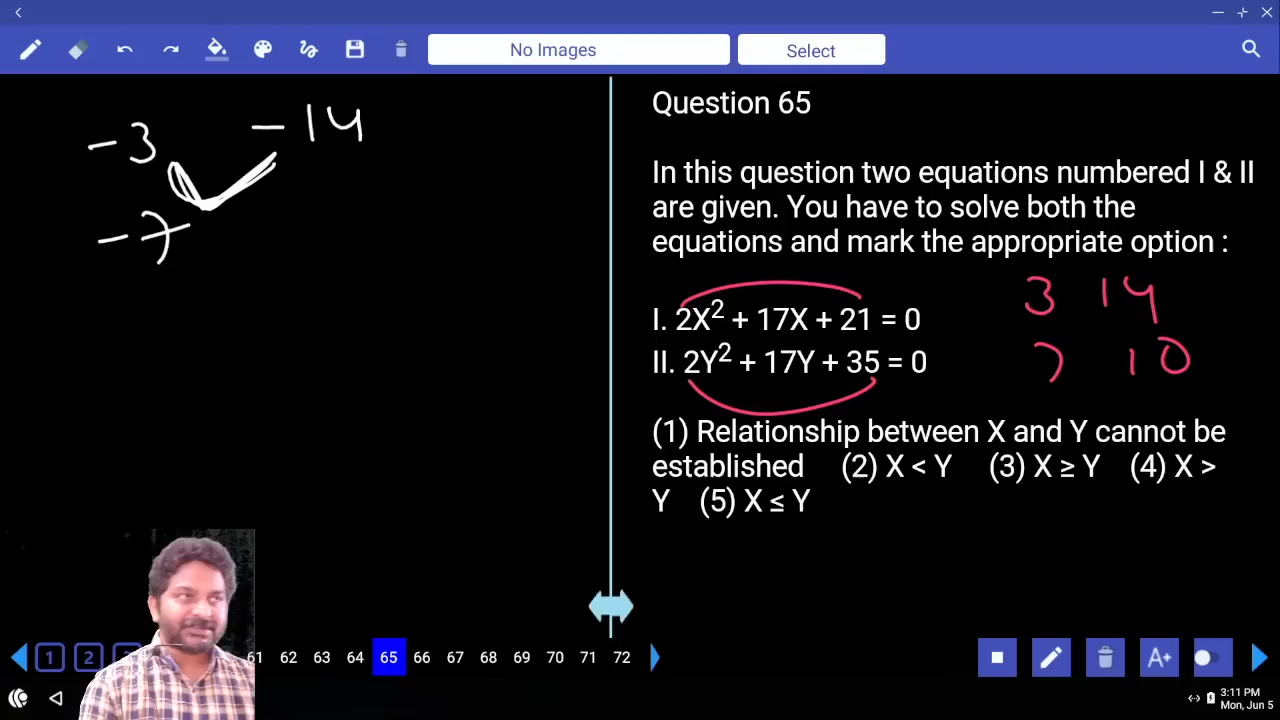 No Images
Select
-3 -14
-7
Question 65
In this question two equations numbered I & II
are given. You have to solve both the
equations and mark the appropriate option :
3 14
I. 2X² + 17X + 21 = 0
II. 2Y² + 17Y + 35 = 0
7 10
(1) Relationship between X and Y cannot be
established (2) X < Y (3) X ≥ Y (4) X >
Y (5) X ≤ Y
1 2 61 62 63 64 65 66 67 68 69 70 71 72
A+
3:11 PM
Mon, Jun 5